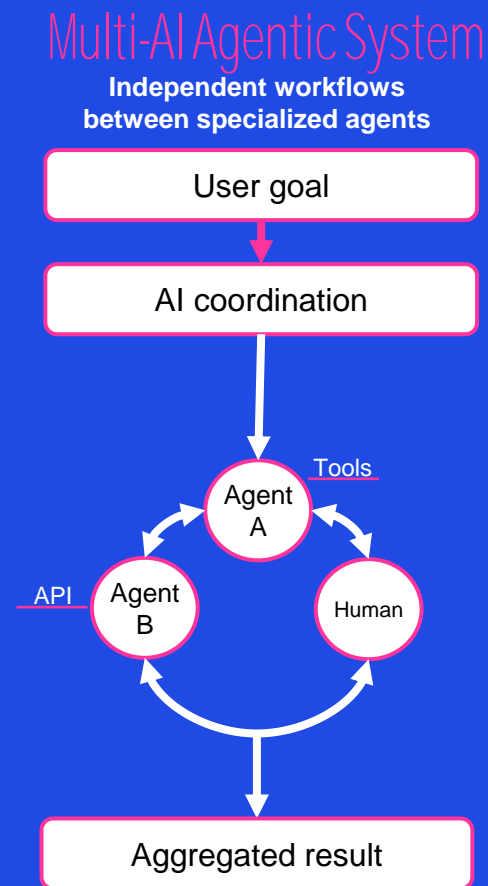 Multi-AI Agentic System
Independent workflows
between specialized agents
User goal
AI coordination
Tools
Agent
A
API
Agent
B
Human
Aggregated result